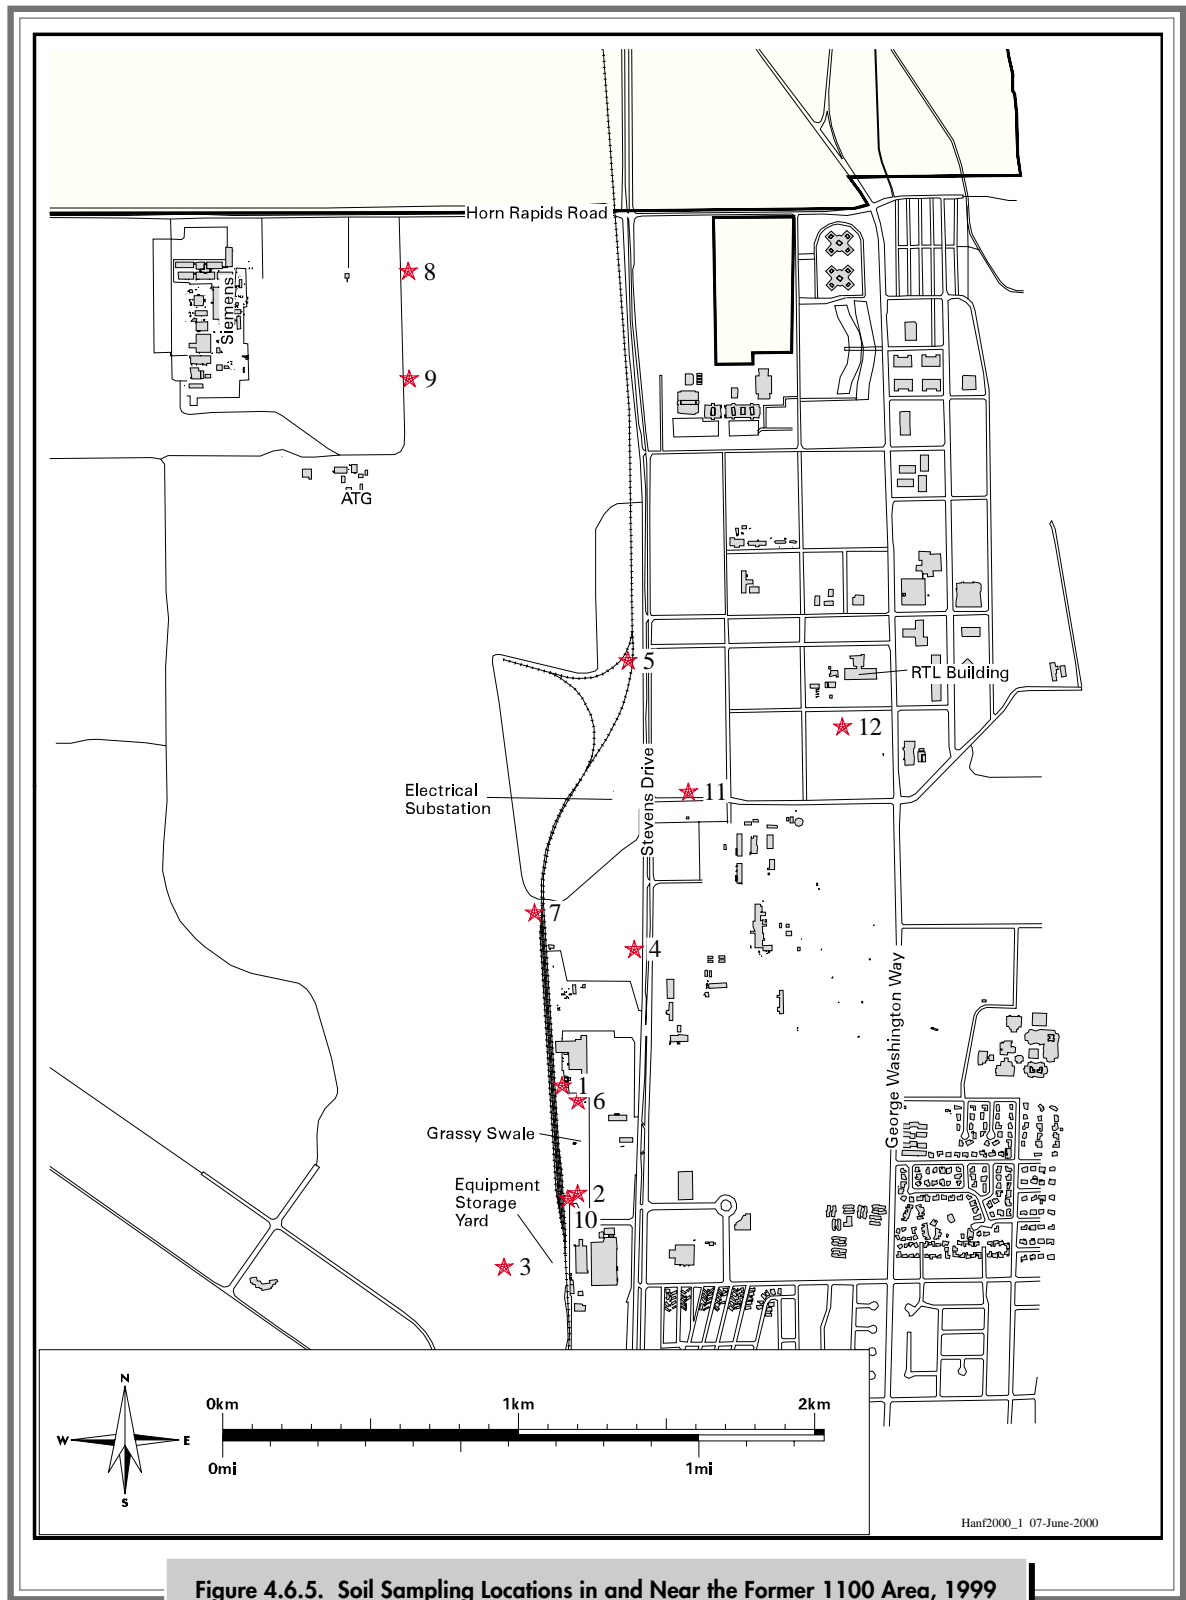 Horn Rapids Road
8
Siemens
9
ATG
5
RTL Building
12
Electrical
Substation
11
Stevens Drive
7
4
George Washington Way
1
6
Grassy Swale
Equipment
Storage
Yard
2
10
3
N
W E
S
0km 1km 2km
0mi 1mi
Hanf2000_1 07-June-2000
Figure 4.6.5. Soil Sampling Locations in and Near the Former 1100 Area, 1999